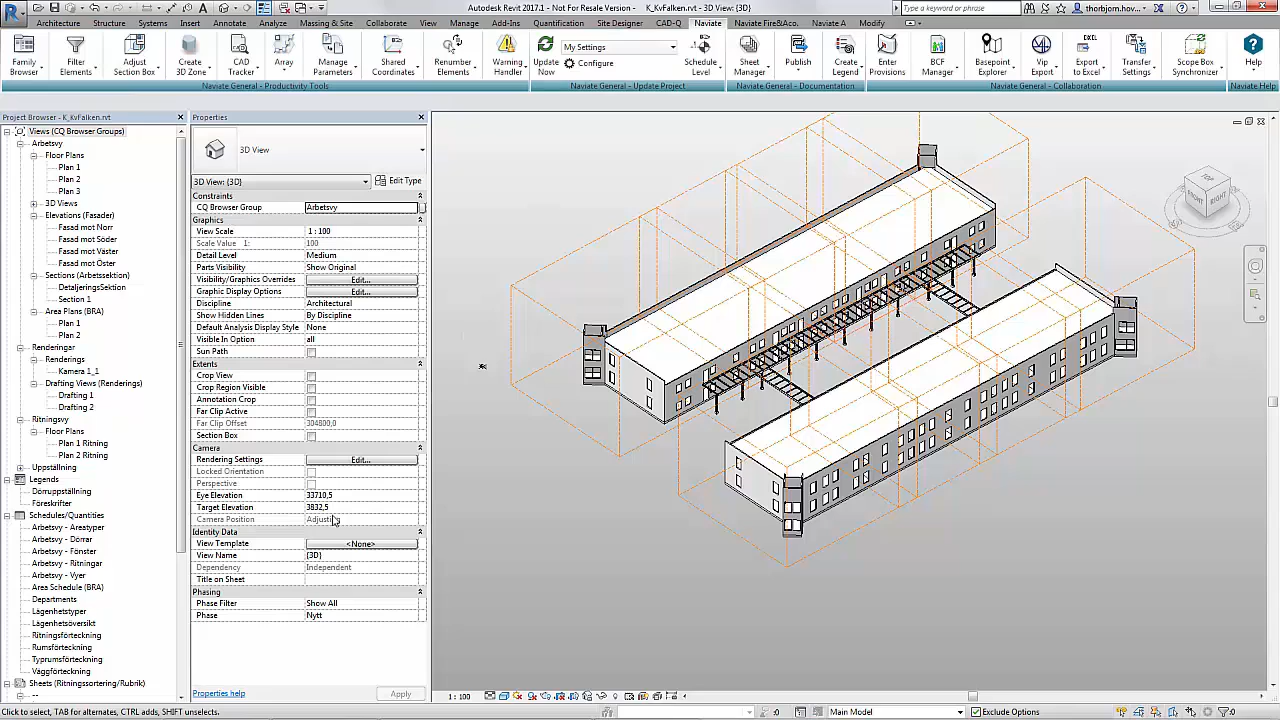 Autodesk Revit 2017.1 - Not For Resale Version - K_KvFalken.rvt - 3D View: {3D}
Type a keyword or phrase
thorbjorn.hov...
Architecture Structure Systems Insert Annotate Analyze Massing & Site Collaborate View Manage Add-Ins Quantification Site Designer CAD-Q Naviate Naviate Fire&Aco. Naviate A Modify
Family Browser
Filter Elements
Adjust Section Box
Create 3D Zone
CAD Tracker
Array
Manage Parameters
Shared Coordinates
Renumber Elements
Warning Handler
Update Now
My Settings
Configure
Schedule Level
Sheet Manager
Publish
Create Legend
Enter Provisions
BCF Manager
Basepoint Explorer
Vip Export
Export to Excel
Transfer Settings
Scope Box Synchronizer
Help
Naviate General - Productivity Tools
Naviate General - Update Project
Naviate General - Documentation
Naviate General - Collaboration
Naviate Help
Project Browser - K_KvFalken.rvt
Views (CQ Browser Groups)
Arbetsvy
Floor Plans
Plan 1
Plan 2
Plan 3
3D Views
Elevations (Fasader)
Fasad mot Norr
Fasad mot Söder
Fasad mot Väster
Fasad mot Öster
Sections (Arbetssektion)
DetaljeringsSektion
Section 1
Area Plans (BRA)
Plan 1
Plan 2
Renderingar
Renderings
Kamera 1_1
Drafting Views (Renderings)
Drafting 1
Drafting 2
Ritningsvy
Floor Plans
Plan 1 Ritning
Plan 2 Ritning
Uppställning
Legends
Dörruppställning
Föreskrifter
Schedules/Quantities
Arbetsvy - Areatyper
Arbetsvy - Dörrar
Arbetsvy - Fönster
Arbetsvy - Ritningar
Arbetsvy - Vyer
Area Schedule (BRA)
Departments
Lägenhetstyper
Lägenhetsöversikt
Ritningsförteckning
Rumsförteckning
Typrumsförteckning
Väggförteckning
Sheets (Ritningssortering/Rubrik)
--
Properties
3D View
3D View: {3D}
Edit Type
Constraints
CQ Browser Group Arbetsvy
Graphics
View Scale 1 : 100
Scale Value 1: 100
Detail Level Medium
Parts Visibility Show Original
Visibility/Graphics Overrides Edit...
Graphic Display Options Edit...
Discipline Architectural
Show Hidden Lines By Discipline
Default Analysis Display Style None
Visible In Option all
Sun Path
Extents
Crop View
Crop Region Visible
Annotation Crop
Far Clip Active
Far Clip Offset 304800,0
Section Box
Camera
Rendering Settings Edit...
Locked Orientation
Perspective
Eye Elevation 33710,5
Target Elevation 3832,5
Camera Position Adjusting
Identity Data
View Template <None>
View Name {3D}
Dependency Independent
Title on Sheet
Phasing
Phase Filter Show All
Phase Nytt
Properties help
Apply
FRONT RIGHT
1 : 100
Click to select, TAB for alternates, CTRL adds, SHIFT unselects.
:0
Main Model
Exclude Options
:0